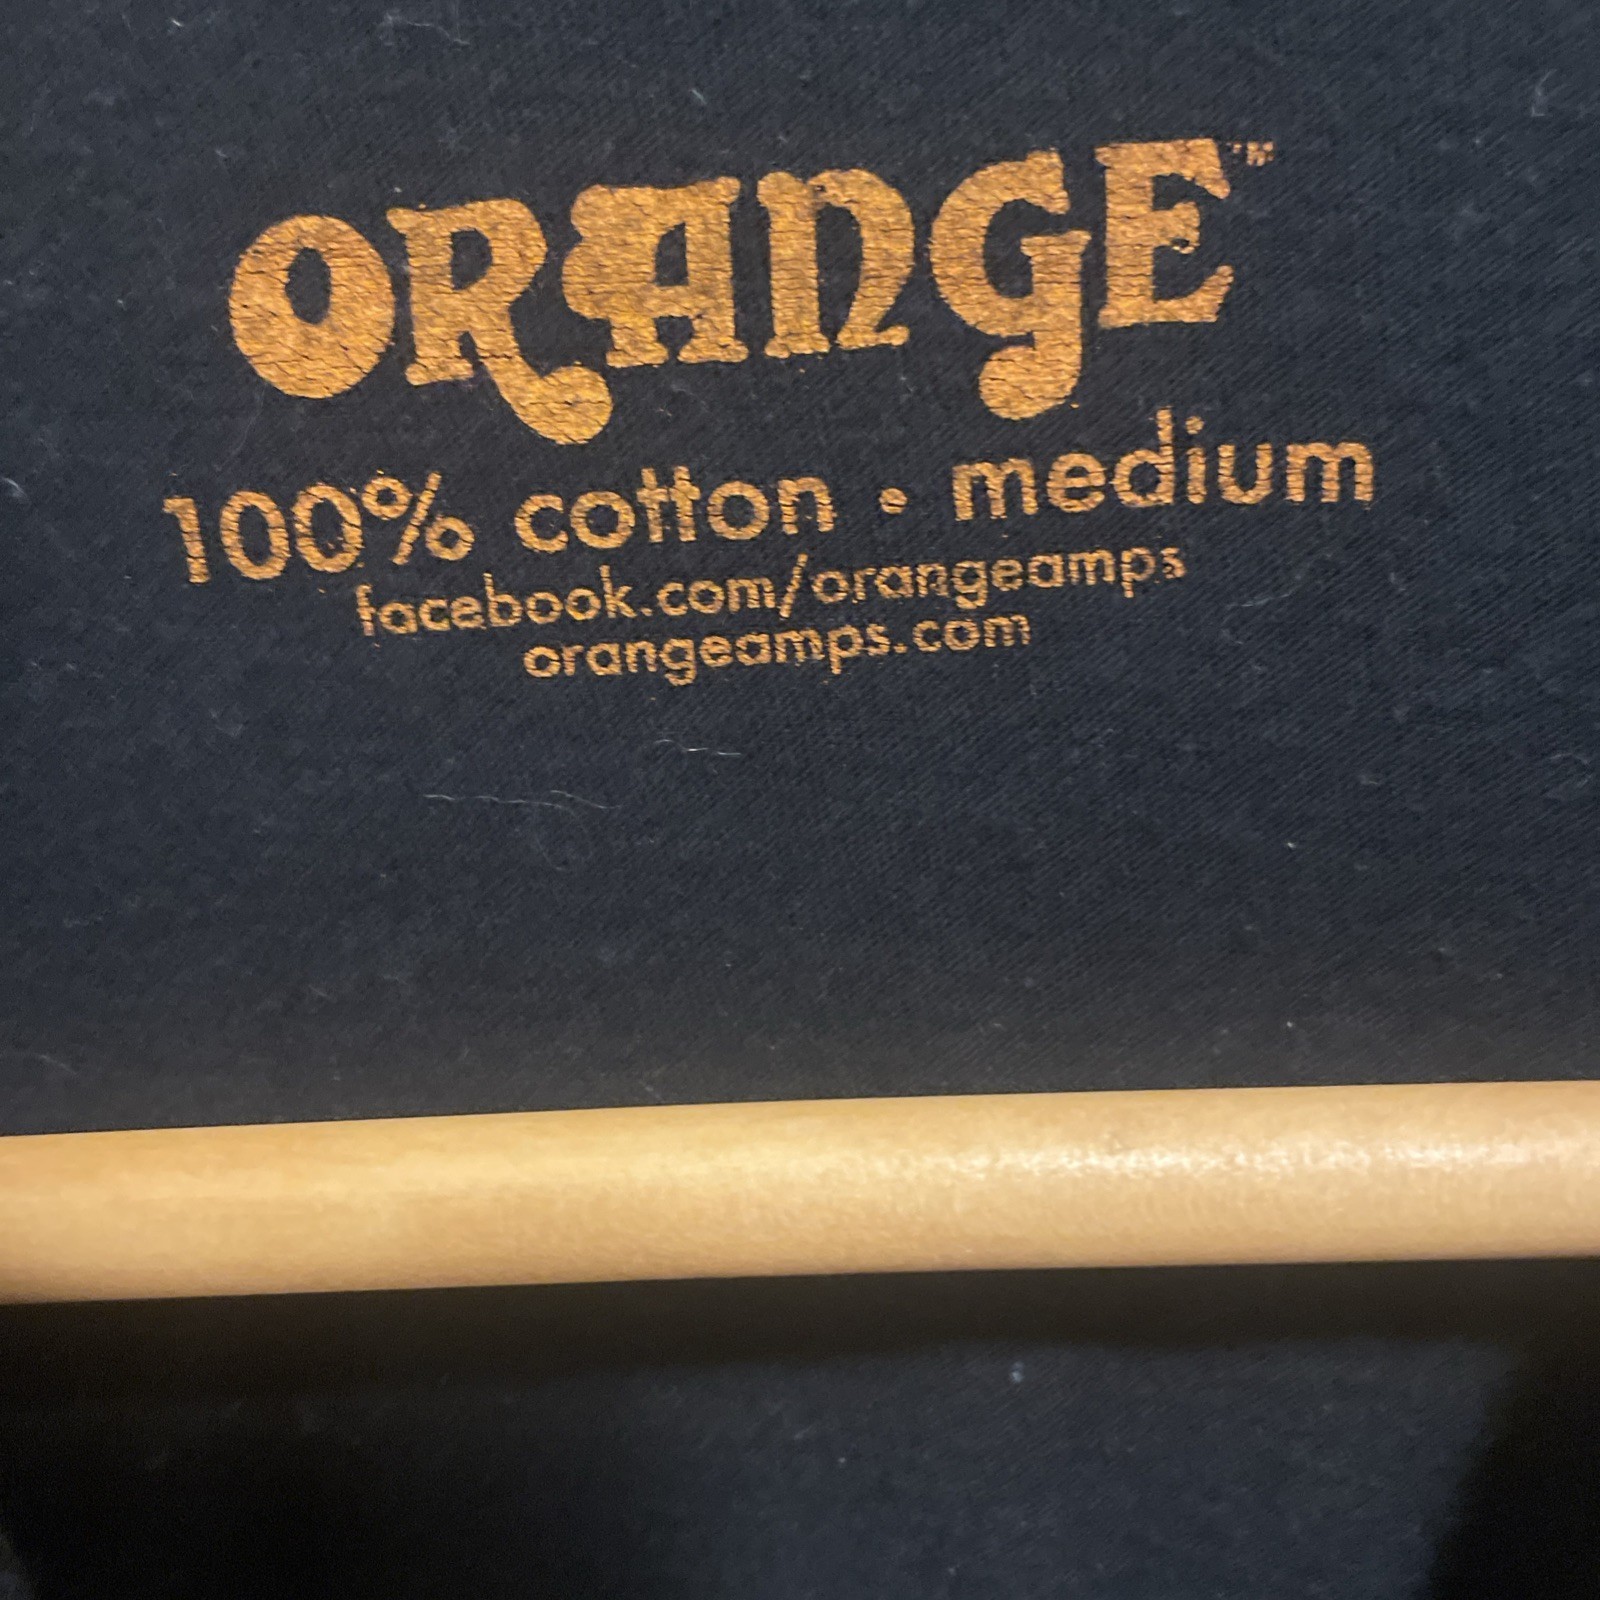 ORANGE™
100% cotton • medium
facebook.com/orangeamps
orangeamps.com